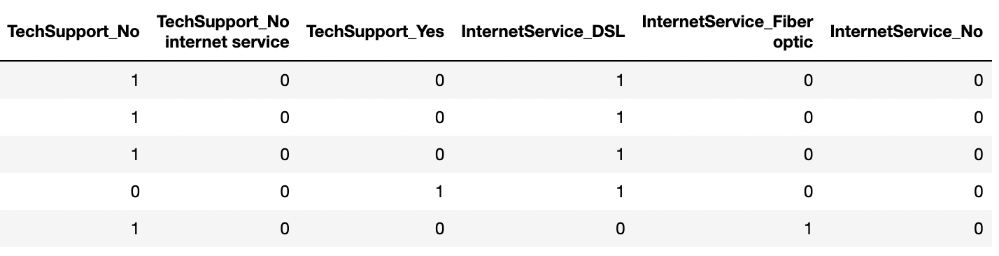 TechSupport_No TechSupport_No internet service TechSupport_Yes InternetService_DSL InternetService_Fiber optic InternetService_No
1 0 0 1 0 0
1 0 0 1 0 0
1 0 0 1 0 0
0 0 1 1 0 0
1 0 0 0 1 0